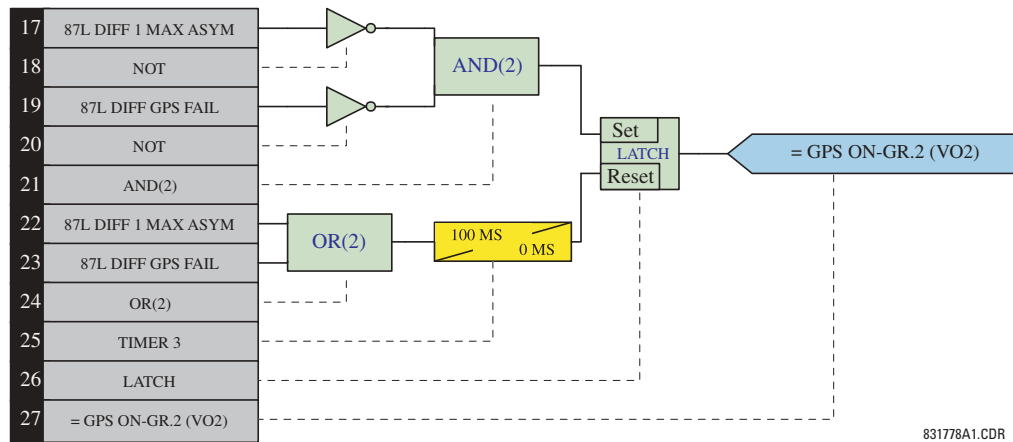 17 87L DIFF 1 MAX ASYM
18 NOT
19 87L DIFF GPS FAIL
20 NOT
21 AND(2)
22 87L DIFF 1 MAX ASYM
23 87L DIFF GPS FAIL
24 OR(2)
25 TIMER 3
26 LATCH
27 = GPS ON-GR.2 (VO2)
AND(2)
OR(2)
100 MS
0 MS
Set
LATCH
Reset
= GPS ON-GR.2 (VO2)
831778A1.CDR